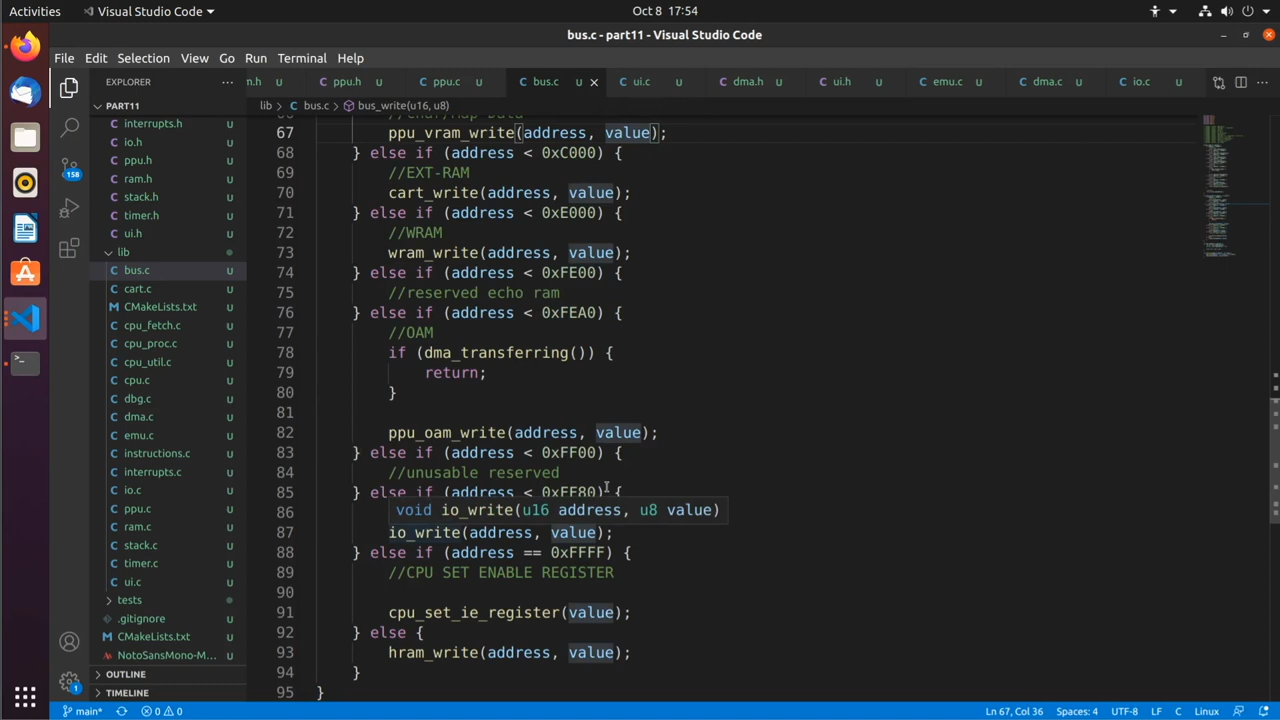 Activities
Visual Studio Code
Oct 8 17:54
bus.c - part11 - Visual Studio Code
File Edit Selection View Go Run Terminal Help
EXPLORER
n.h U ppu.h U ppu.c U bus.c U ui.c U dma.h U ui.h U emu.c U dma.c U io.c U
PART11
lib > bus.c > bus_write(u16, u8)
interrupts.h U
io.h U
ppu.h U
ram.h U
stack.h U
timer.h U
ui.h U
lib
bus.c U
cart.c U
CMakeLists.txt U
cpu_fetch.c U
cpu_proc.c U
cpu_util.c U
cpu.c U
dbg.c U
dma.c U
emu.c U
instructions.c U
interrupts.c U
io.c U
ppu.c U
ram.c U
stack.c U
timer.c U
ui.c U
tests
.gitignore U
CMakeLists.txt U
NotoSansMono-M... U
OUTLINE
TIMELINE
158
1
66 //Char/Map Data
67 ppu_vram_write(address, value);
68 } else if (address < 0xC000) {
69 //EXT-RAM
70 cart_write(address, value);
71 } else if (address < 0xE000) {
72 //WRAM
73 wram_write(address, value);
74 } else if (address < 0xFE00) {
75 //reserved echo ram
76 } else if (address < 0xFEA0) {
77 //OAM
78 if (dma_transferring()) {
79 return;
80 }
81
82 ppu_oam_write(address, value);
83 } else if (address < 0xFF00) {
84 //unusable reserved
85 } else if (address < 0xFF80) {
86 void io_write(u16 address, u8 value)
87 io_write(address, value);
88 } else if (address == 0xFFFF) {
89 //CPU SET ENABLE REGISTER
90
91 cpu_set_ie_register(value);
92 } else {
93 hram_write(address, value);
94 }
95 }
main* 0 0 Ln 67, Col 36 Spaces: 4 UTF-8 LF C Linux